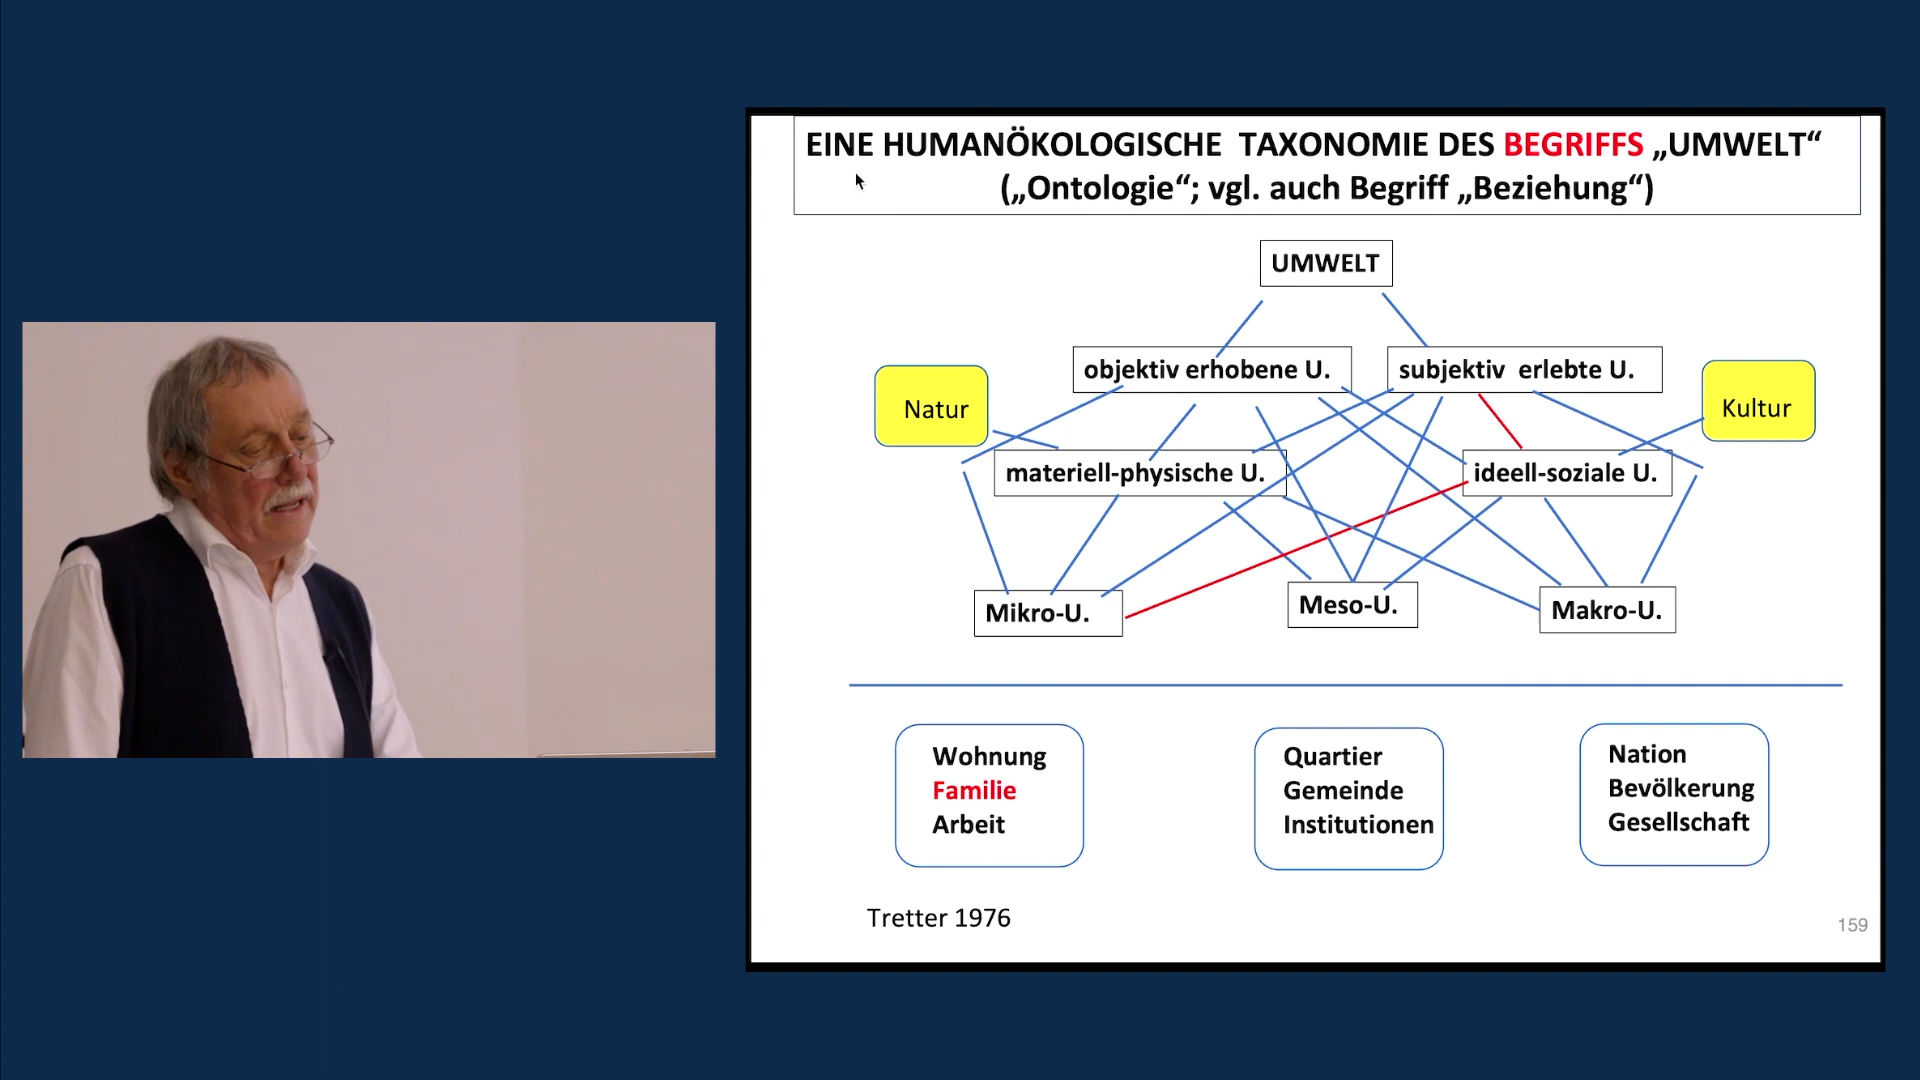 EINE HUMANÖKOLOGISCHE TAXONOMIE DES BEGRIFFS „UMWELT“
(„Ontologie“; vgl. auch Begriff „Beziehung“)
UMWELT
objektiv erhobene U.
subjektiv erlebte U.
Natur
Kultur
materiell-physische U.
ideell-soziale U.
Mikro-U.
Meso-U.
Makro-U.
Wohnung
Familie
Arbeit
Quartier
Gemeinde
Institutionen
Nation
Bevölkerung
Gesellschaft
Tretter 1976
159